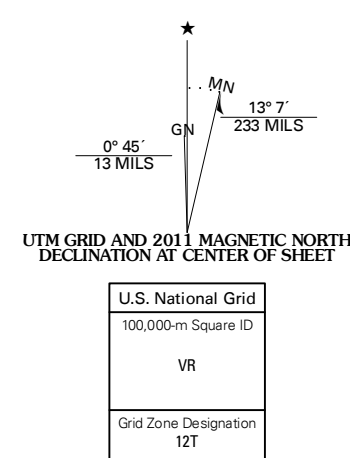 ★
MN
GN
13° 7´
233 MILS
0° 45´
13 MILS
UTM GRID AND 2011 MAGNETIC NORTH
DECLINATION AT CENTER OF SHEET
U.S. National Grid
100,000-m Square ID
VR
Grid Zone Designation
12T